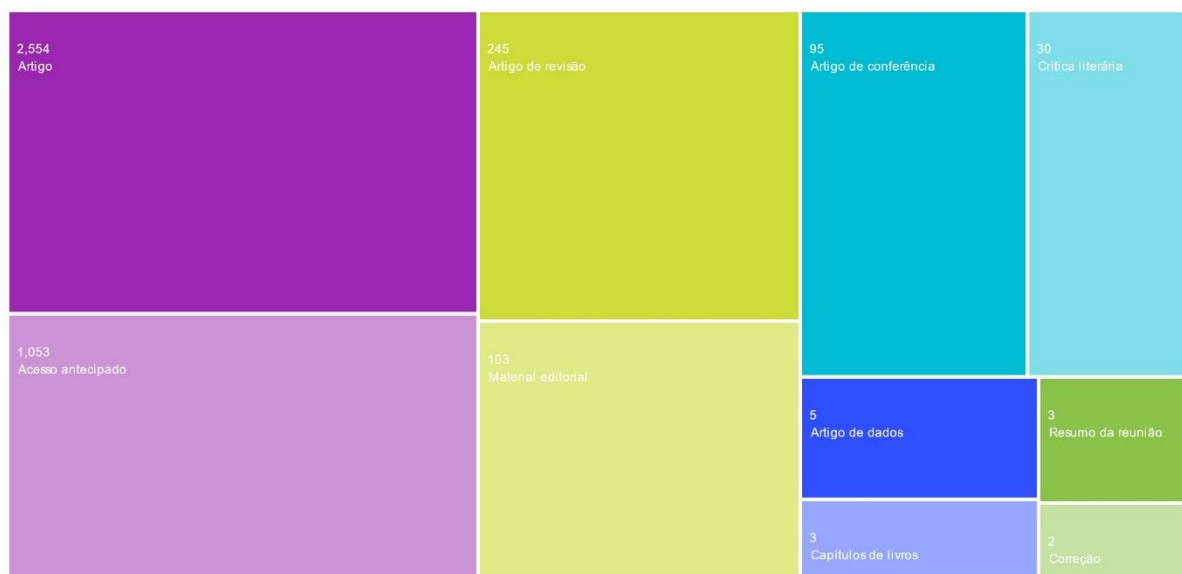 2,554
Artigo
245
Artigo de revisão
95
Artigo de conferência
30
Crítica literária
1,053
Acesso antecipado
103
Material editorial
5
Artigo de dados
3
Resumo da reunião
3
Capítulos de livros
2
Correção